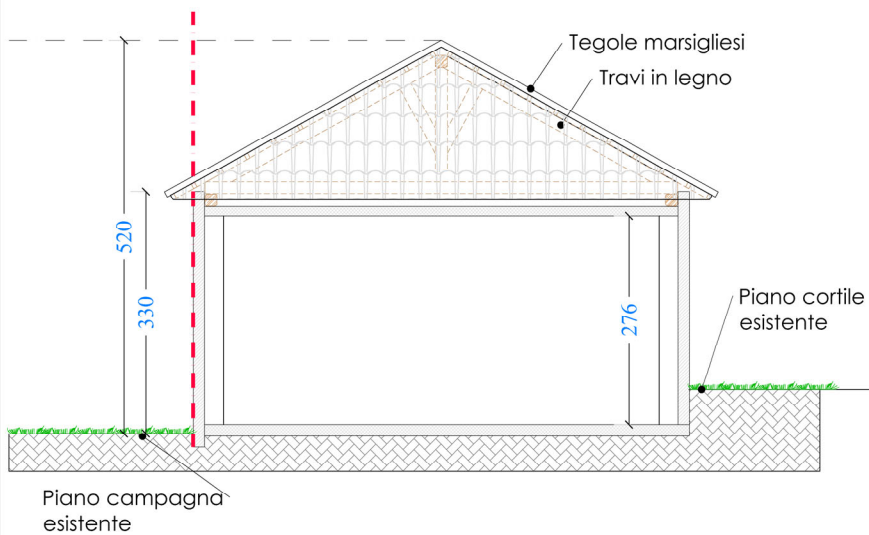 Tegole marsigliesi
Travi in legno
520
330
276
Piano cortile
esistente
Piano campagna
esistente